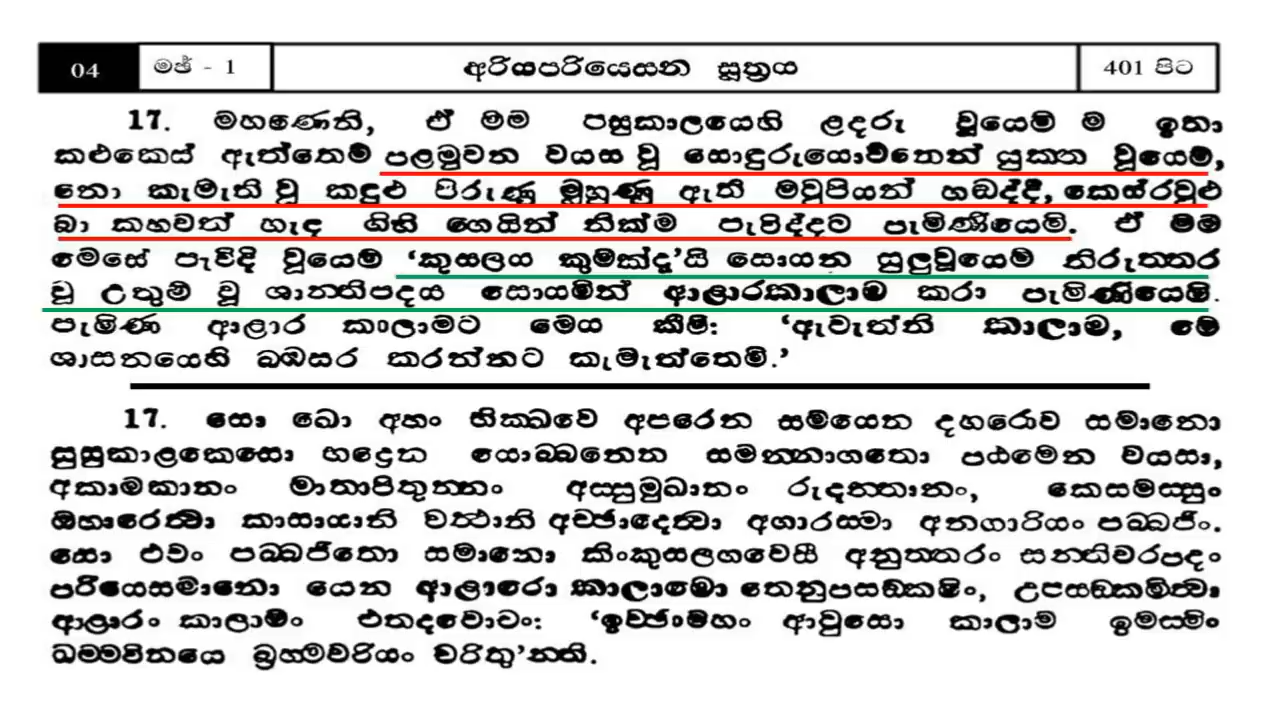 04 මජ් - 1 අරියපරියෙසන සූත්‍රය 401 පිට
17. මහණෙනි, ඒ මම පසුකාලයෙහි ළදරු වූයෙම් ම ඉතා
කළුකෙස් ඇත්තෙම් පළමුවන වයස වූ සොඳුරුයොවනෙන් යුක්ත වූයෙම්,
නො කැමැති වූ කඳුළු පිරුණු මුහුණු ඇති මවුපියන් හඬද්දී, කෙස්රවුළු
බා කහවත් හැඳ ගිහි ගෙයින් නික්ම පැවිද්දට පැමිණියෙමි. ඒ මම
මෙසේ පැවිදි වූයෙම් ‘කුසලය කුමක්ද’යි සොයන සුලුවූයෙම් නිරුත්තර
වූ උතුම් වූ ශාන්තිපදය සොයමින් ආළාරකාලාම කරා පැමිණියෙමි.
පැමිණ ආළාර කාලාමට මෙය කීමි: ‘ඇවැත්නි කාලාම, මේ
ශාසනයෙහි බඹසර කරන්නට කැමැත්තෙමි.’
17. සො ඛො අහං භික්ඛවෙ අපරෙන සමයෙන දහරොව සමානො
සුසුකාළකෙසො භද්‍රෙන යොබ්බනෙන සමන්නාගතො පඨමෙන වයසා,
අකාමකානං මාතාපිතුන්නං අස්සුමුඛානං රුදන්තානං, කෙසමස්සුං
ඔහාරෙත්‍වා කාසායානි වත්‍ථානි අච්ඡාදෙත්‍වා අගාරස්මා අනගාරියං පබ්බජිං.
සො එවං පබ්බජිතො සමානො කිංකුසලගවෙසී අනුත්තරං සන්තිවරපදං
පරියෙසමානො යෙන ආළාරො කාලාමො තෙනුපසඞ්කමිං, උපසඞ්කමිත්‍වා
ආළාරං කාලාමං එතදවොචං: ‘ඉච්ඡාමහං ආවුසො කාලාම ඉමස්මිං
ධම්මවිනයෙ බ්‍රහ්මචරියං චරිතු’න්ති.